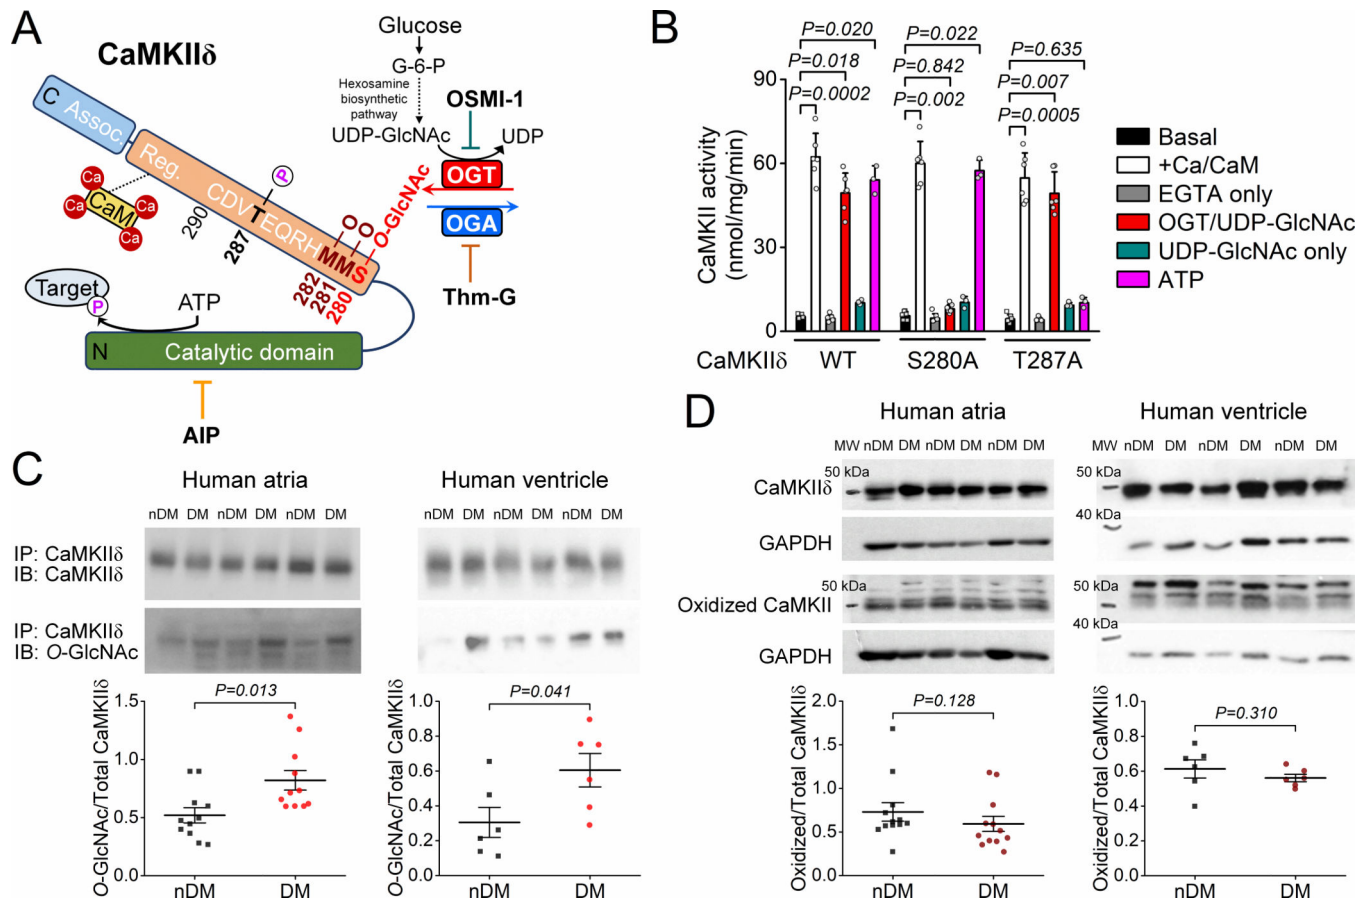 A
CaMKIIδ
Glucose
G-6-P
Hexosamine
biosynthetic
pathway
OSMI-1
UDP-GlcNAc
UDP
OGT
O-GlcNAc
OGA
Thm-G
C
Assoc.
Reg.
CDVTEQRHMMS
P
O
O
Ca
Ca
Ca
Ca
CaM
290
287
282
281
280
Target
P
ATP
N
Catalytic domain
AIP
B
CaMKII activity
(nmol/mg/min)
90
60
30
0
P=0.020
P=0.018
P=0.0002
P=0.022
P=0.842
P=0.002
P=0.635
P=0.007
P=0.0005
CaMKIIδ
WT
S280A
T287A
Basal
+Ca/CaM
EGTA only
OGT/UDP-GlcNAc
UDP-GlcNAc only
ATP
C
Human atria
Human ventricle
nDM DM nDM DM nDM DM
nDM DM nDM DM nDM DM
IP: CaMKIIδ
IB: CaMKIIδ
IP: CaMKIIδ
IB: O-GlcNAc
O-GlcNAc/Total CaMKIIδ
1.5
1.0
0.5
0.0
P=0.013
nDM DM
O-GlcNAc/Total CaMKIIδ
1.0
0.8
0.6
0.4
0.2
0.0
P=0.041
nDM DM
D
Human atria
Human ventricle
MW nDM DM nDM DM nDM DM
MW nDM DM nDM DM nDM DM
50 kDa
50 kDa
CaMKIIδ
40 kDa
GAPDH
50 kDa
50 kDa
Oxidized CaMKII
40 kDa
GAPDH
Oxidized/Total CaMKIIδ
2.0
1.5
1.0
0.5
0.0
P=0.128
nDM DM
Oxidized/Total CaMKIIδ
1.0
0.8
0.6
0.4
0.2
0.0
P=0.310
nDM DM